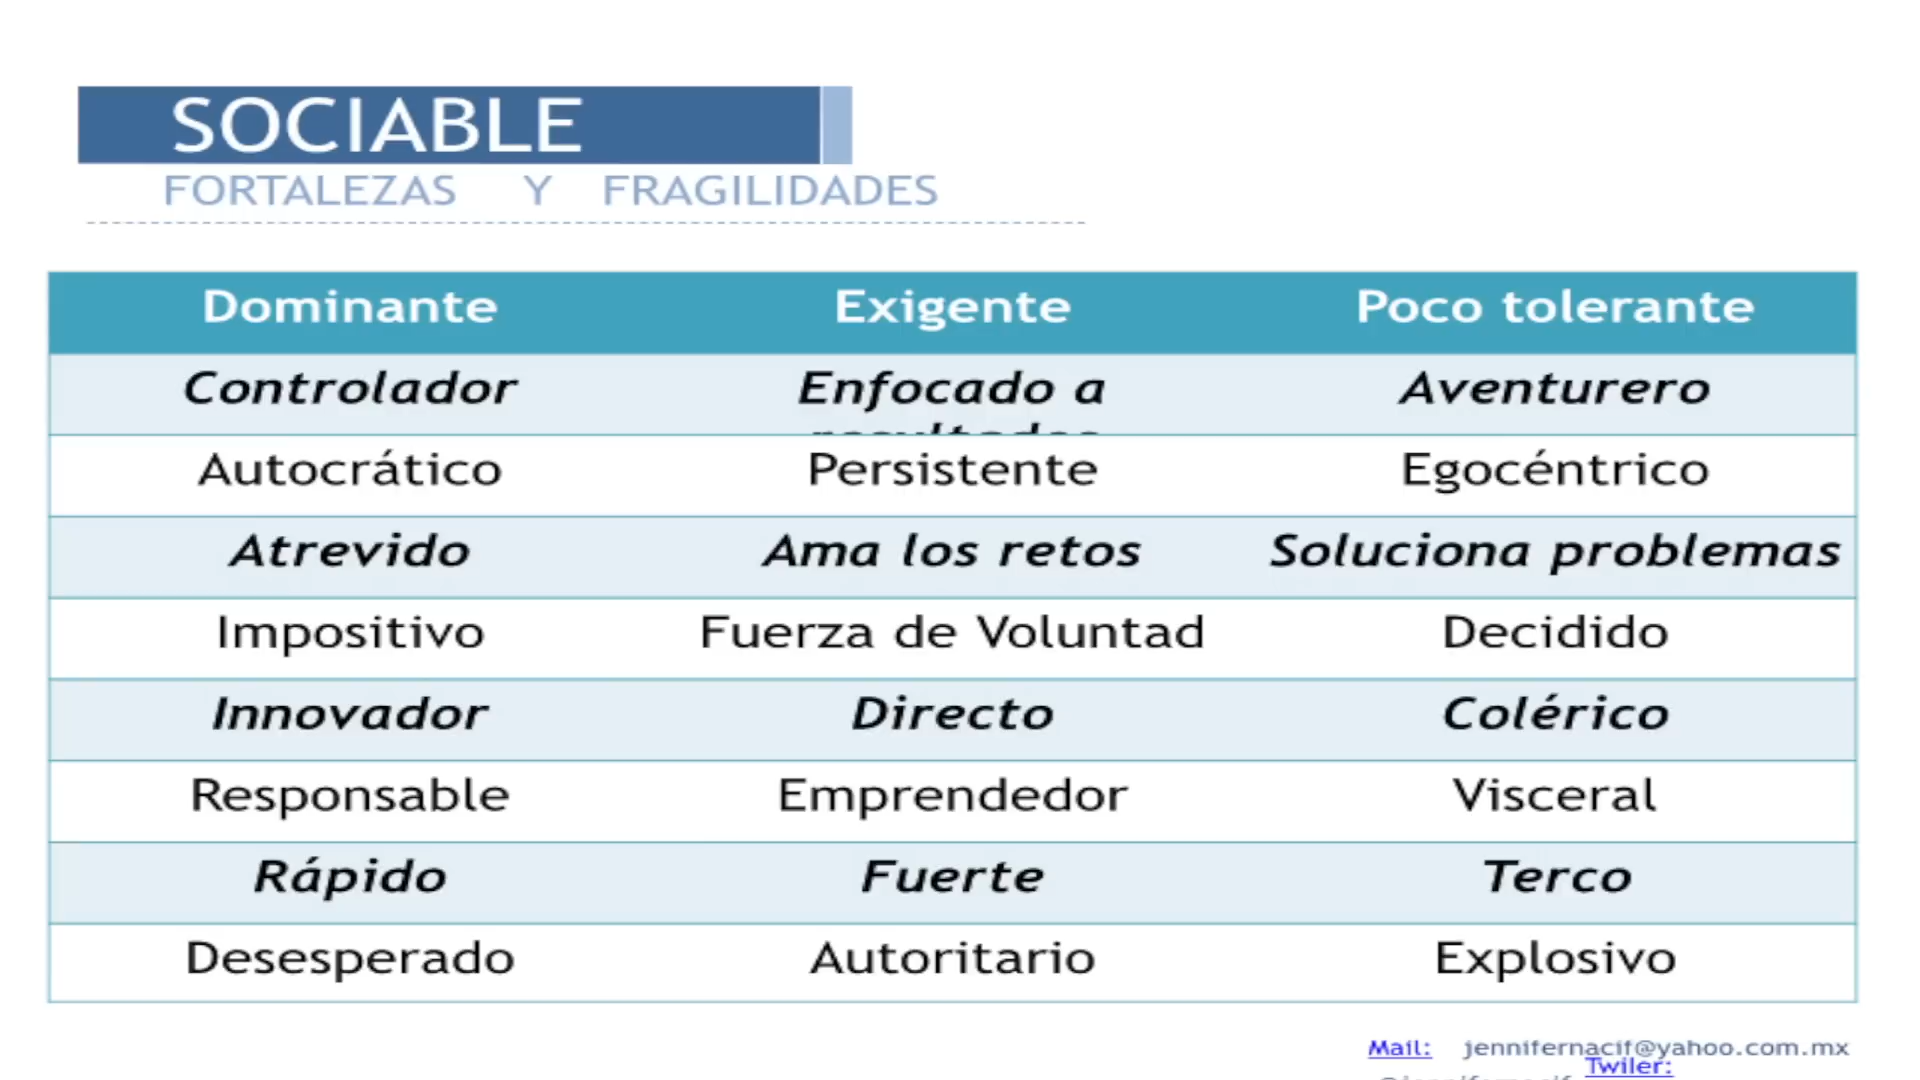 SOCIABLE
FORTALEZAS Y FRAGILIDADES
Dominante Exigente Poco tolerante
Controlador Enfocado a Aventurero
Autocrático Persistente Egocéntrico
Atrevido Ama los retos Soluciona problemas
Impositivo Fuerza de Voluntad Decidido
Innovador Directo Colérico
Responsable Emprendedor Visceral
Rápido Fuerte Terco
Desesperado Autoritario Explosivo
Mail: jennifernacif@yahoo.com.mx
Twiler: